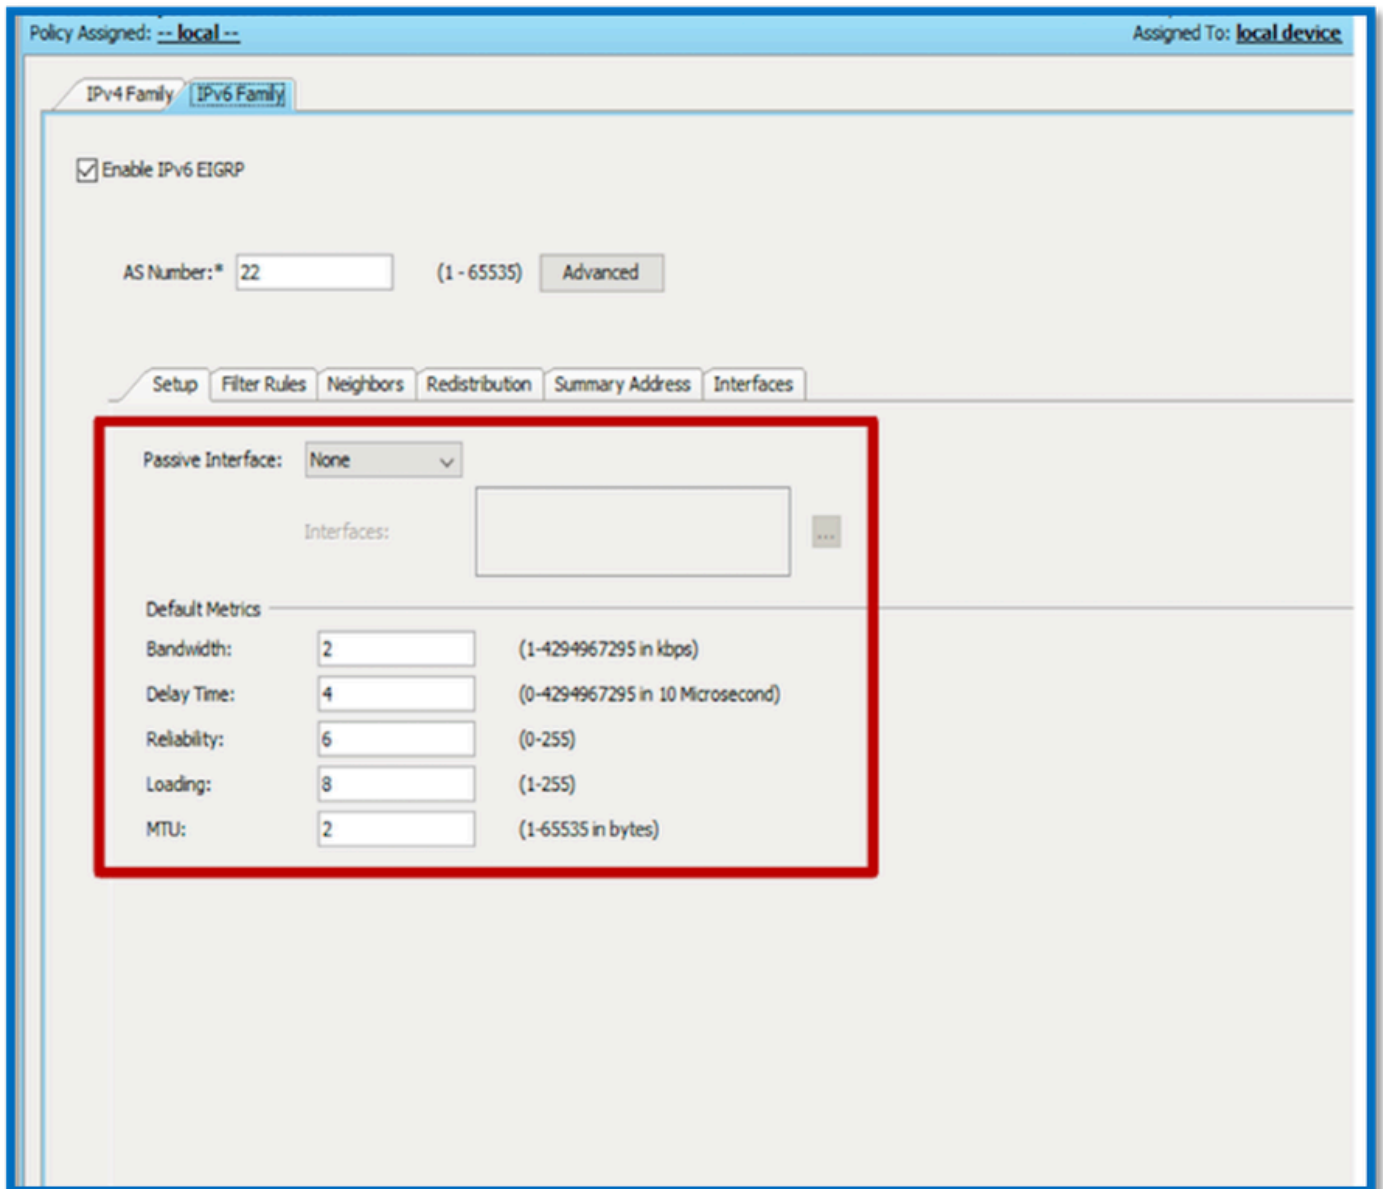 Policy Assigned: -- local -- Assigned To: local device
IPv4 Family IPv6 Family
Enable IPv6 EIGRP
AS Number:* 22 (1 - 65535) Advanced
Setup Filter Rules Neighbors Redistribution Summary Address Interfaces
Passive Interface: None
Interfaces: ...
Default Metrics
Bandwidth: 2 (1-4294967295 in kbps)
Delay Time: 4 (0-4294967295 in 10 Microsecond)
Reliability: 6 (0-255)
Loading: 8 (1-255)
MTU: 2 (1-65535 in bytes)